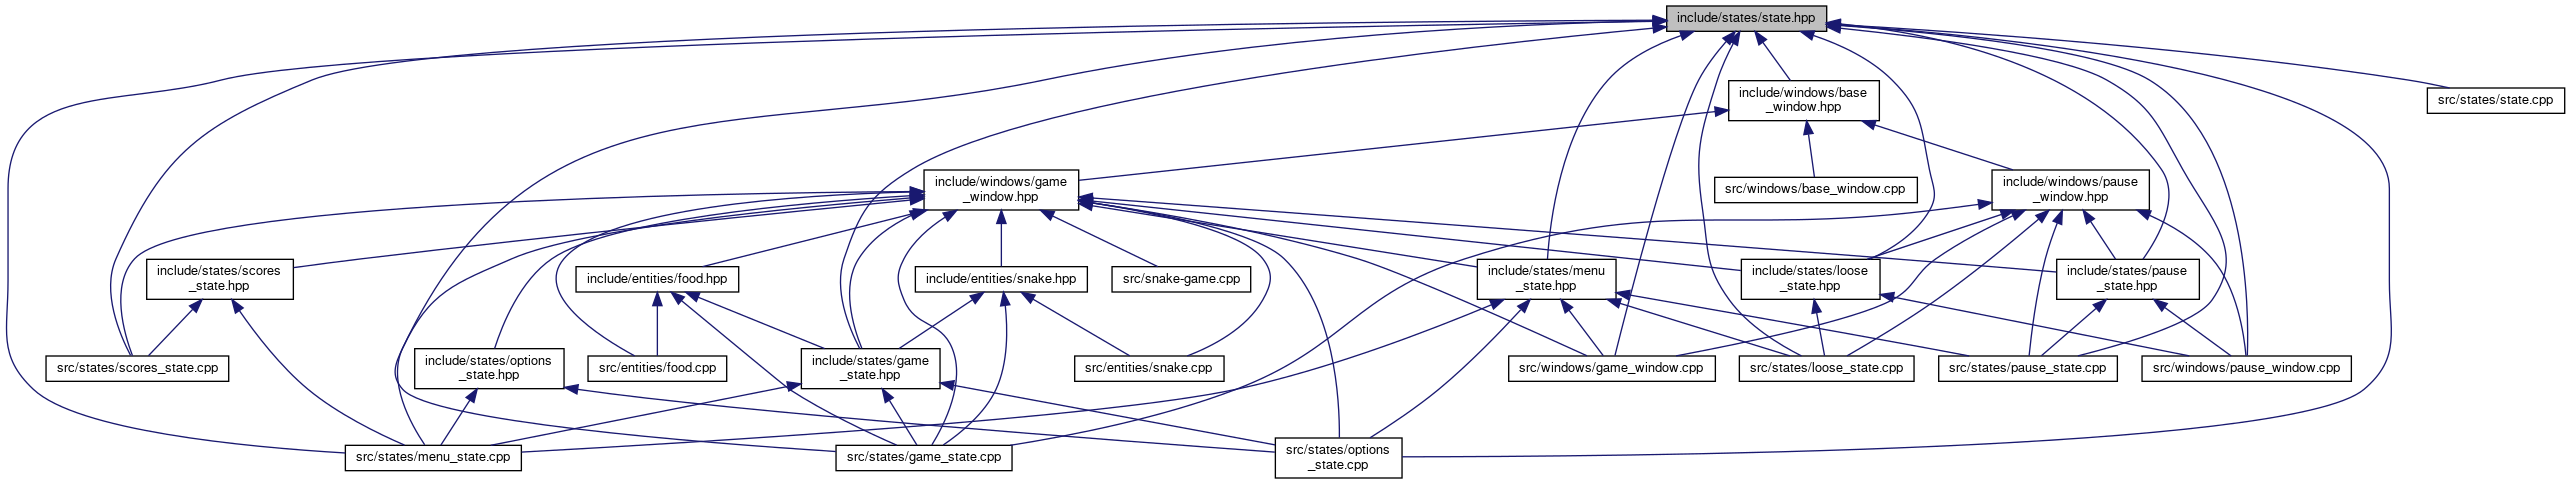 include/states/state.hpp
include/windows/base
_window.hpp
src/states/state.cpp
include/windows/game
_window.hpp
src/windows/base_window.cpp
include/windows/pause
_window.hpp
include/states/scores
_state.hpp
include/entities/food.hpp
include/entities/snake.hpp
src/snake-game.cpp
include/states/menu
_state.hpp
include/states/loose
_state.hpp
include/states/pause
_state.hpp
src/states/scores_state.cpp
include/states/options
_state.hpp
src/entities/food.cpp
include/states/game
_state.hpp
src/entities/snake.cpp
src/windows/game_window.cpp
src/states/loose_state.cpp
src/states/pause_state.cpp
src/windows/pause_window.cpp
src/states/menu_state.cpp
src/states/game_state.cpp
src/states/options
_state.cpp